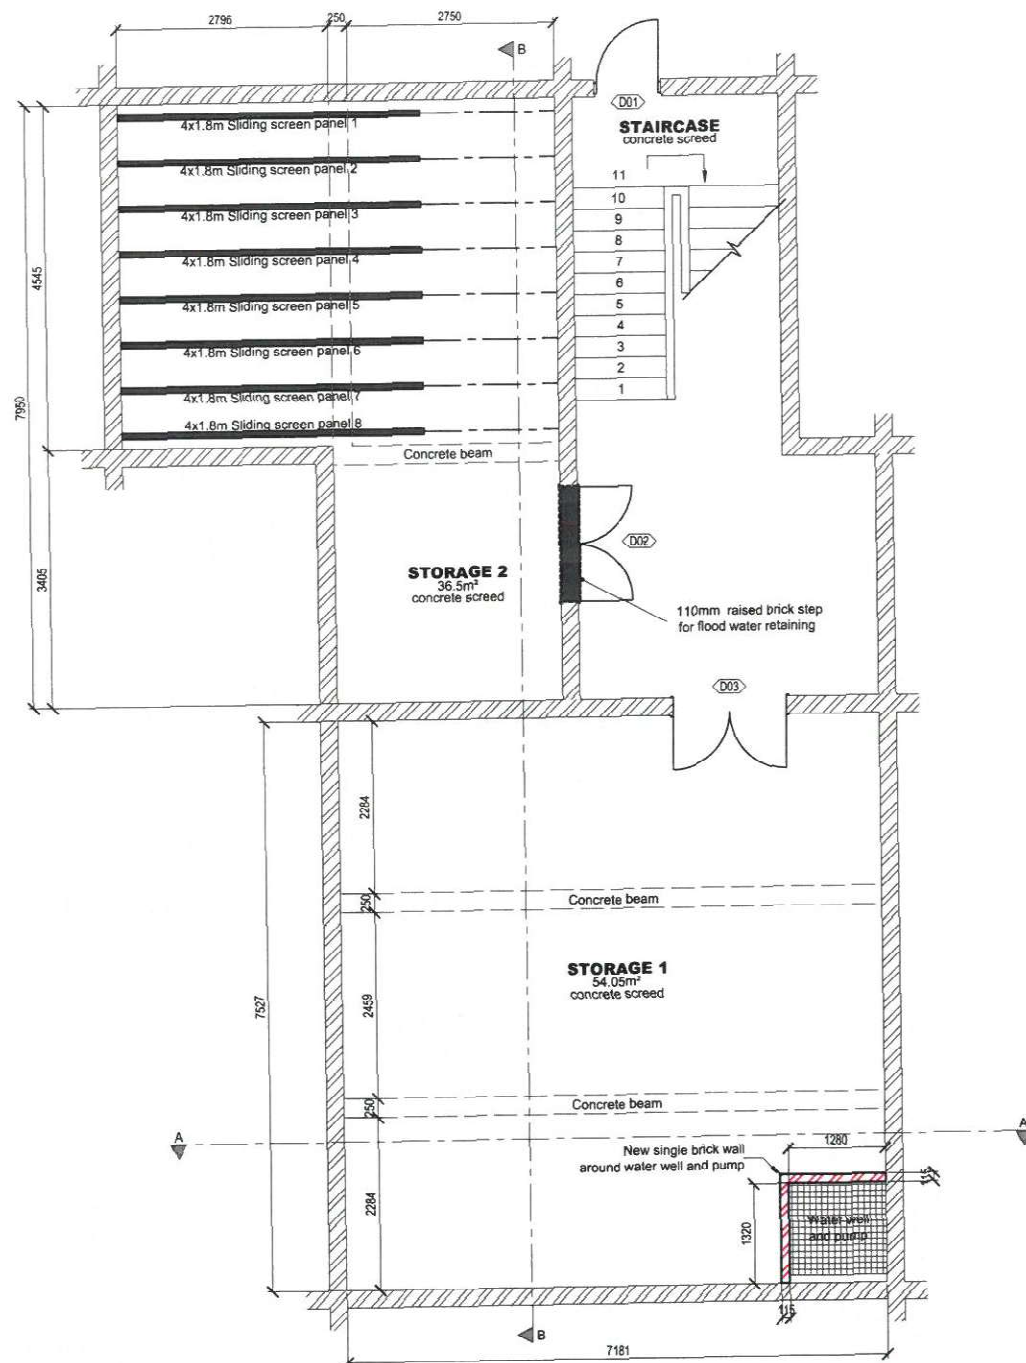 2796
250
2750
B
D01
STAIRCASE
concrete screed
4x1.8m Sliding screen panel 1
4x1.8m Sliding screen panel 2
4x1.8m Sliding screen panel 3
4x1.8m Sliding screen panel 4
4x1.8m Sliding screen panel 5
4x1.8m Sliding screen panel 6
4x1.8m Sliding screen panel 7
4x1.8m Sliding screen panel 8
11
10
9
8
7
6
5
4
3
2
1
4545
7950
3405
Concrete beam
D02
STORAGE 2
36.5m²
concrete screed
110mm raised brick step
for flood water retaining
D03
2284
250
Concrete beam
STORAGE 1
54.05m²
concrete screed
2459
7527
250
Concrete beam
A
A
1280
New single brick wall
around water well and pump
115
2284
1320
Water well
and pump
115
B
7181